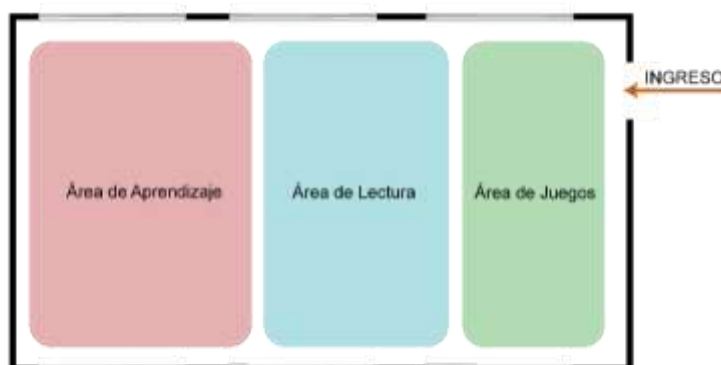 INGRESO
Área de Aprendizaje
Área de Lectura
Área de Juegos